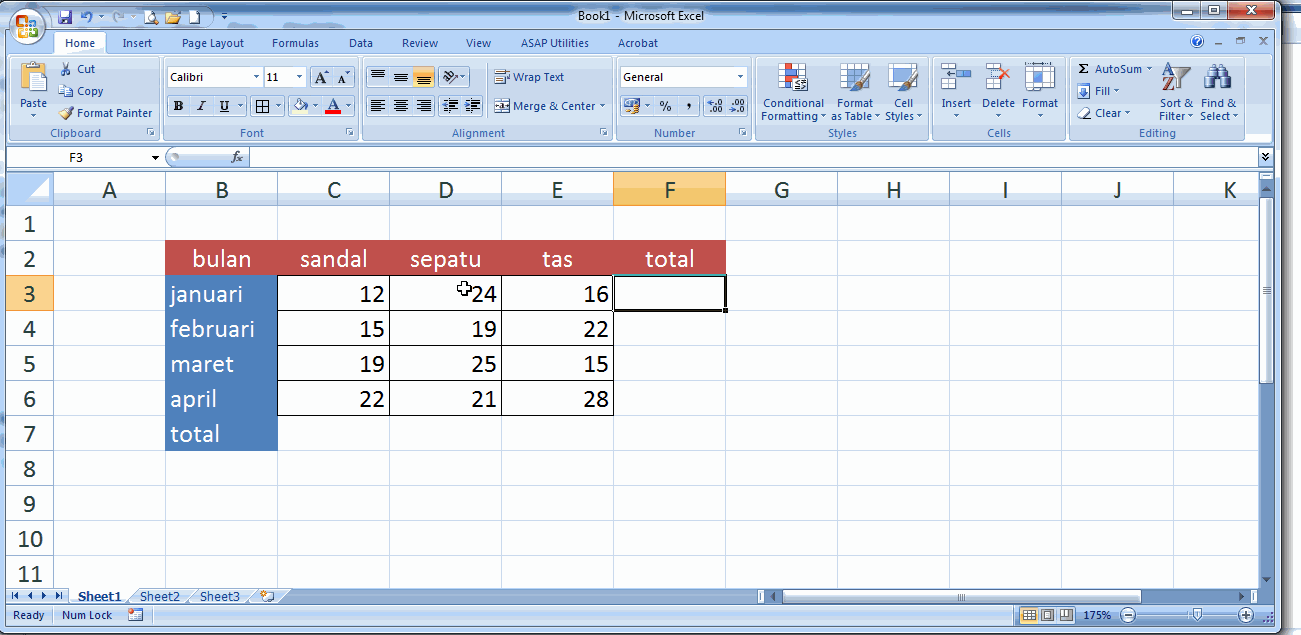 Book1 - Microsoft Excel
Home Insert Page Layout Formulas Data Review View ASAP Utilities Acrobat
Paste
Cut
Copy
Format Painter
Clipboard
Calibri 11
B I U
Font
Wrap Text
Merge & Center
Alignment
General
% ,
Number
Conditional Formatting
Format as Table
Cell Styles
Styles
Insert Delete Format
Cells
Σ AutoSum
Fill
Clear
Sort & Filter
Find & Select
Editing
F3 fx
A B C D E F G H I J K
1
2 bulan sandal sepatu tas total
3 januari 12 24 16
4 februari 15 19 22
5 maret 19 25 15
6 april 22 21 28
7 total
8
9
10
11
Sheet1 Sheet2 Sheet3
Ready Num Lock 175%